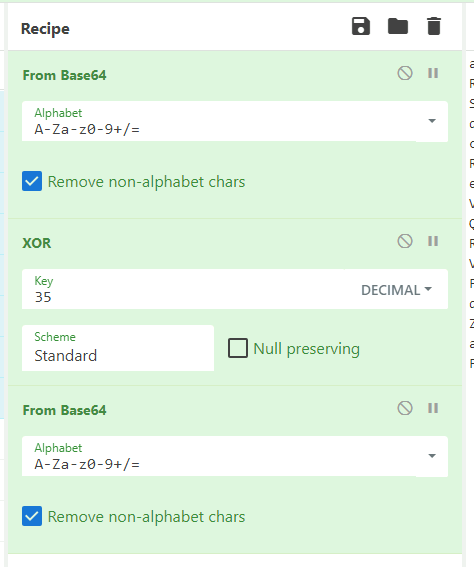 Recipe
From Base64
Alphabet
A-Za-z0-9+/=
Remove non-alphabet chars
XOR
Key
35
DECIMAL
Scheme
Standard
Null preserving
From Base64
Alphabet
A-Za-z0-9+/=
Remove non-alphabet chars